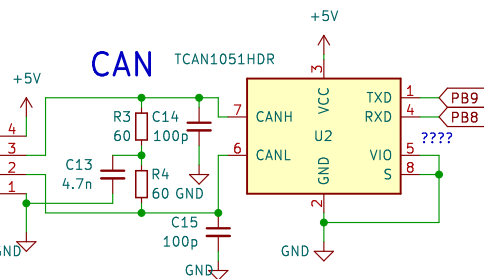 +5V
CAN
TCAN1051HDR
+5V
3
VCC
R3
60
C14
100p
7
CANH
TXD
1
PB9
RXD
4
PB8
4
3
U2
????
C13
4.7n
6
CANL
VIO
5
2
R4
60
GND
GND
S
8
1
2
C15
100p
GND
GND
GND